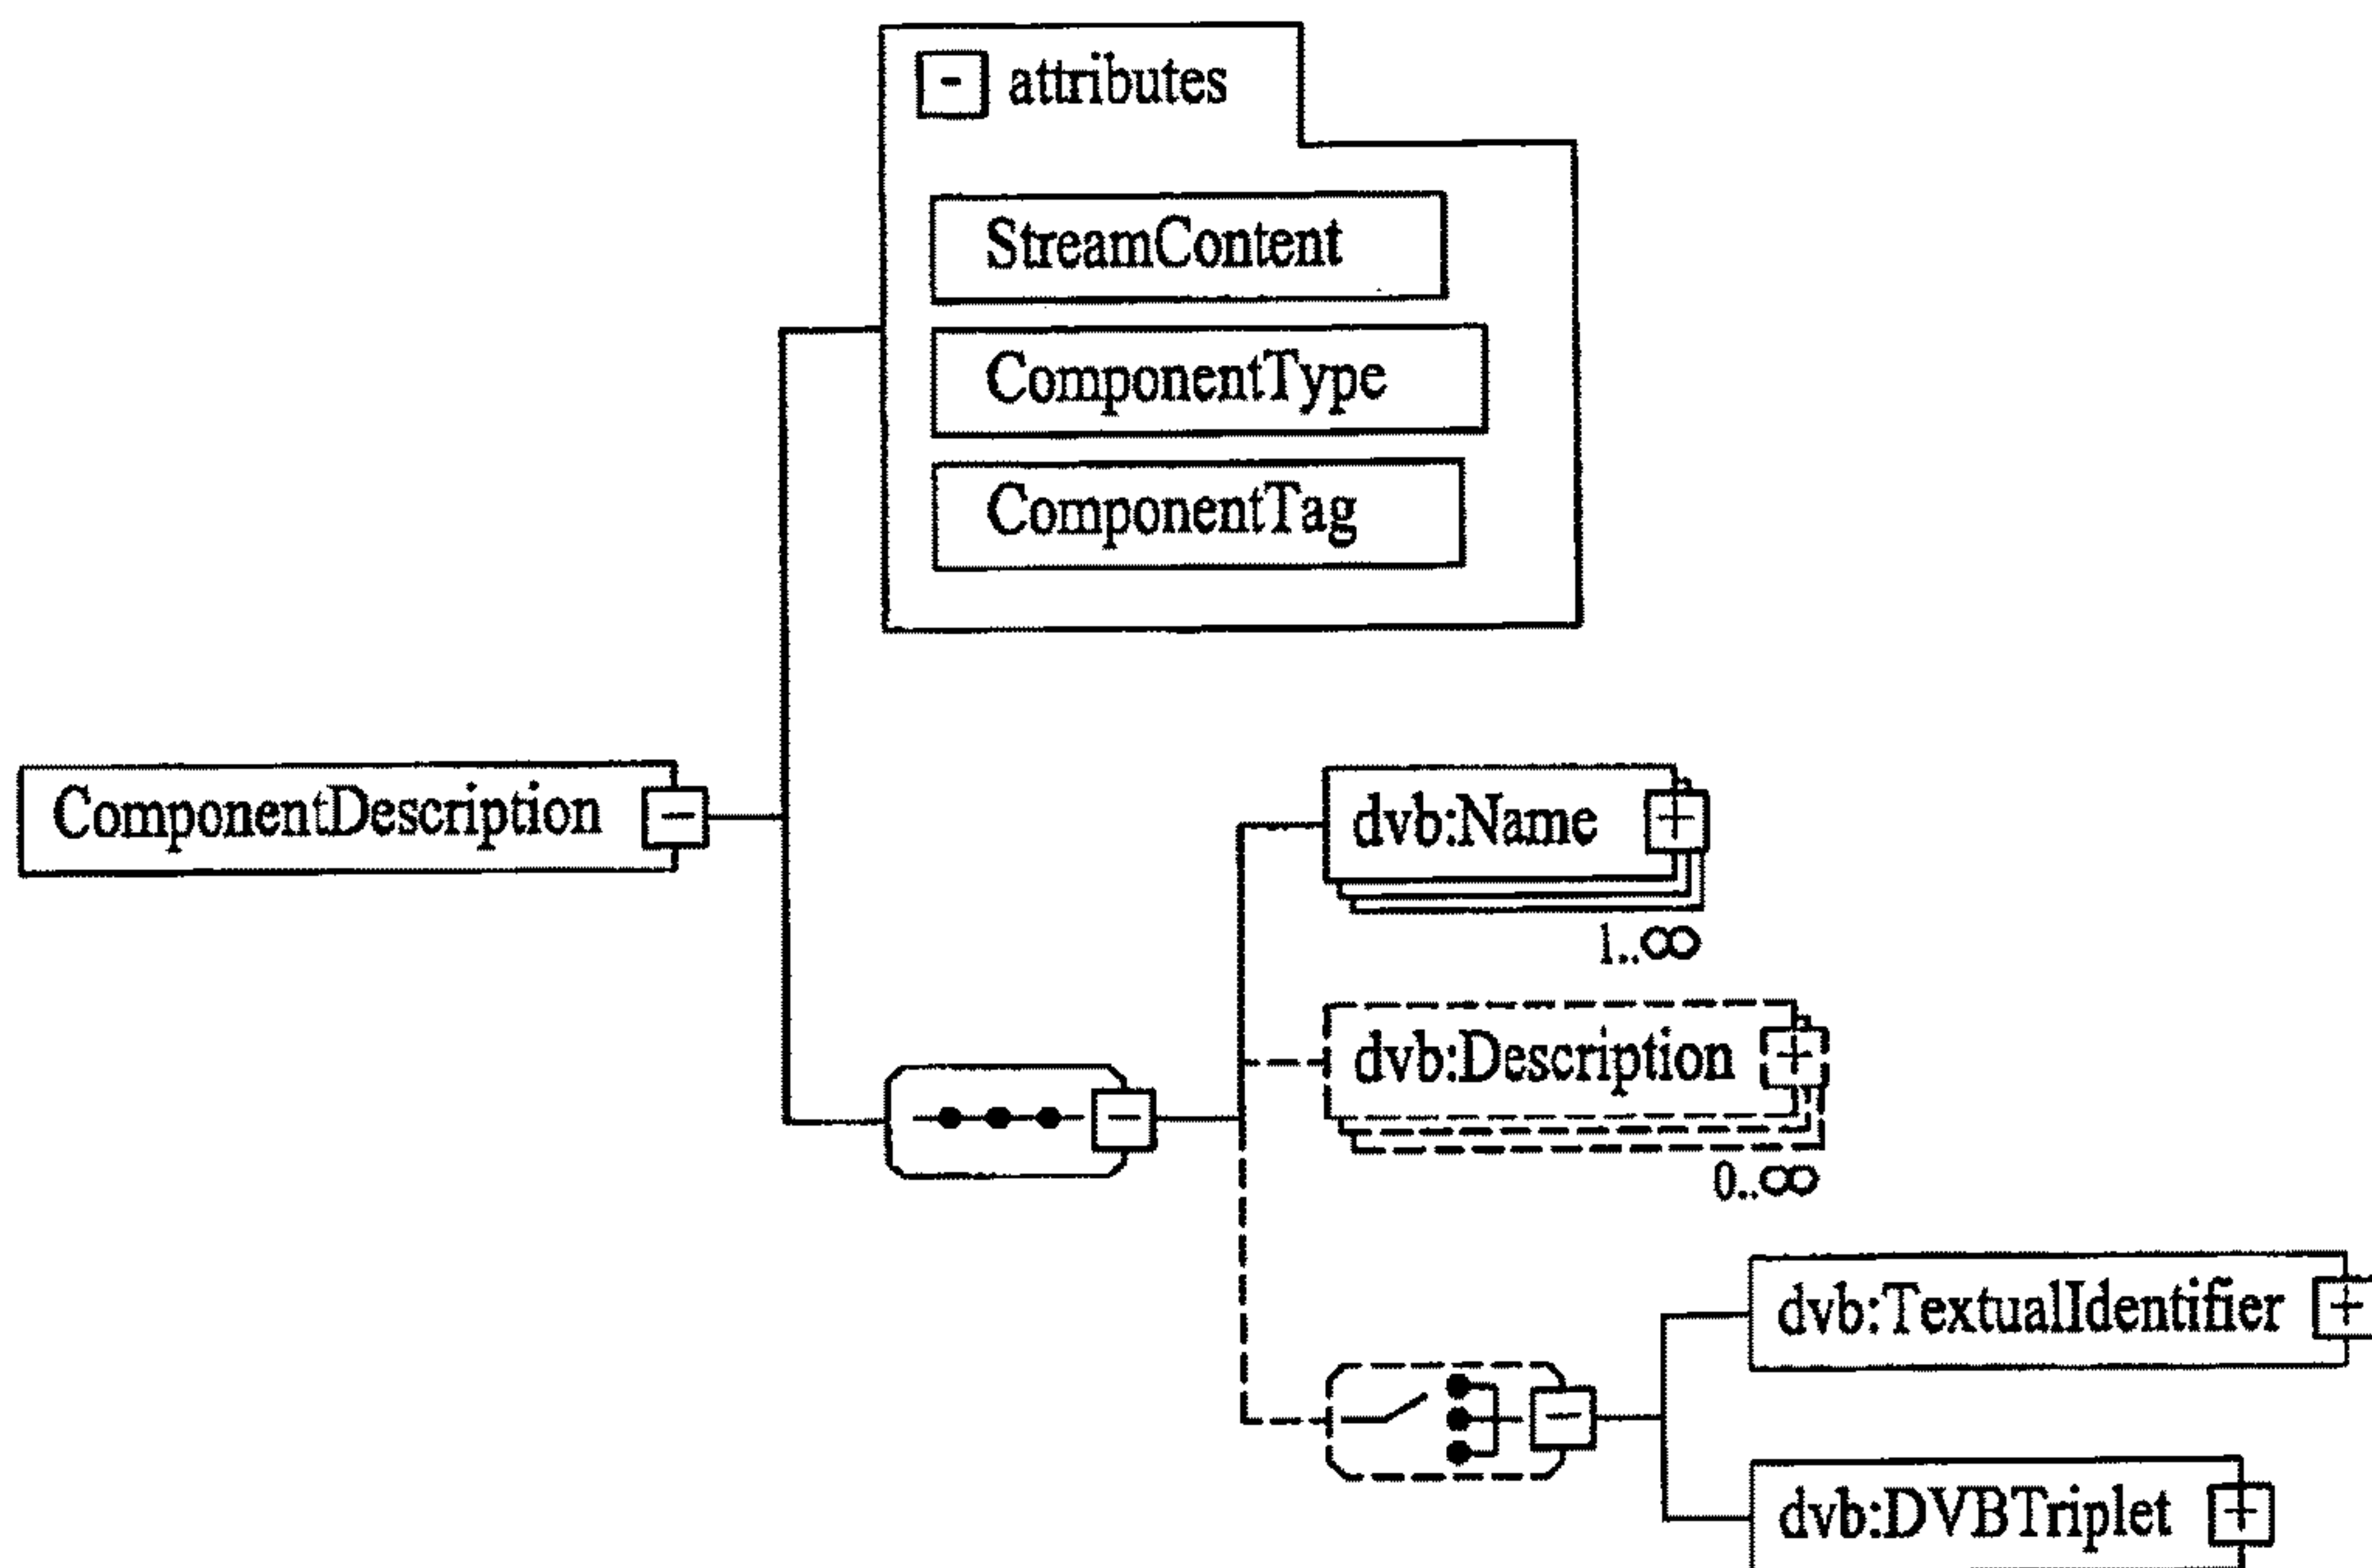 attributes
StreamContent
ComponentType
ComponentTag
ComponentDescription
dvb:Name
1..∞
dvb:Description
0..∞
dvb:TextualIdentifier
dvb:DVBTriplet